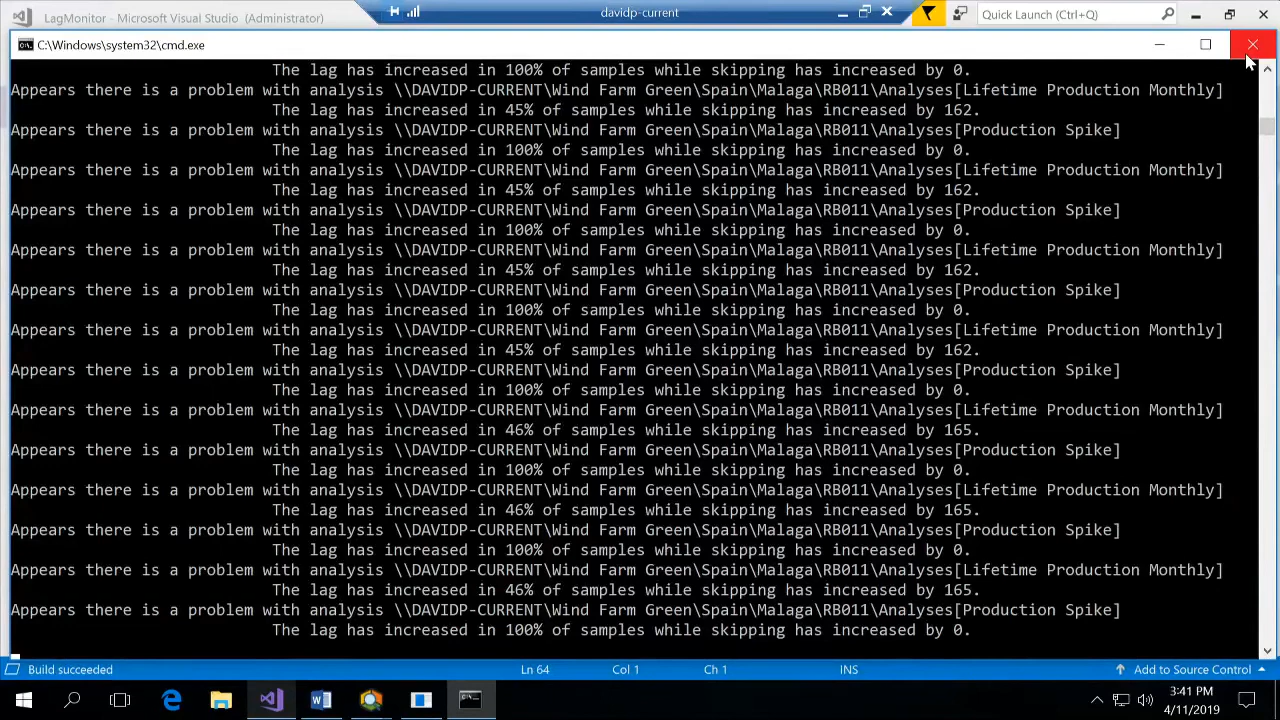 LagMonitor - Microsoft Visual Studio (Administrator)
davidp-current
Quick Launch (Ctrl+Q)
C:\Windows\system32\cmd.exe
The lag has increased in 100% of samples while skipping has increased by 0.
Appears there is a problem with analysis \\DAVIDP-CURRENT\Wind Farm Green\Spain\Malaga\RB011\Analyses[Lifetime Production Monthly]
The lag has increased in 45% of samples while skipping has increased by 162.
Appears there is a problem with analysis \\DAVIDP-CURRENT\Wind Farm Green\Spain\Malaga\RB011\Analyses[Production Spike]
The lag has increased in 100% of samples while skipping has increased by 0.
Appears there is a problem with analysis \\DAVIDP-CURRENT\Wind Farm Green\Spain\Malaga\RB011\Analyses[Lifetime Production Monthly]
The lag has increased in 45% of samples while skipping has increased by 162.
Appears there is a problem with analysis \\DAVIDP-CURRENT\Wind Farm Green\Spain\Malaga\RB011\Analyses[Production Spike]
The lag has increased in 100% of samples while skipping has increased by 0.
Appears there is a problem with analysis \\DAVIDP-CURRENT\Wind Farm Green\Spain\Malaga\RB011\Analyses[Lifetime Production Monthly]
The lag has increased in 45% of samples while skipping has increased by 162.
Appears there is a problem with analysis \\DAVIDP-CURRENT\Wind Farm Green\Spain\Malaga\RB011\Analyses[Production Spike]
The lag has increased in 100% of samples while skipping has increased by 0.
Appears there is a problem with analysis \\DAVIDP-CURRENT\Wind Farm Green\Spain\Malaga\RB011\Analyses[Lifetime Production Monthly]
The lag has increased in 45% of samples while skipping has increased by 162.
Appears there is a problem with analysis \\DAVIDP-CURRENT\Wind Farm Green\Spain\Malaga\RB011\Analyses[Production Spike]
The lag has increased in 100% of samples while skipping has increased by 0.
Appears there is a problem with analysis \\DAVIDP-CURRENT\Wind Farm Green\Spain\Malaga\RB011\Analyses[Lifetime Production Monthly]
The lag has increased in 46% of samples while skipping has increased by 165.
Appears there is a problem with analysis \\DAVIDP-CURRENT\Wind Farm Green\Spain\Malaga\RB011\Analyses[Production Spike]
The lag has increased in 100% of samples while skipping has increased by 0.
Appears there is a problem with analysis \\DAVIDP-CURRENT\Wind Farm Green\Spain\Malaga\RB011\Analyses[Lifetime Production Monthly]
The lag has increased in 46% of samples while skipping has increased by 165.
Appears there is a problem with analysis \\DAVIDP-CURRENT\Wind Farm Green\Spain\Malaga\RB011\Analyses[Production Spike]
The lag has increased in 100% of samples while skipping has increased by 0.
Appears there is a problem with analysis \\DAVIDP-CURRENT\Wind Farm Green\Spain\Malaga\RB011\Analyses[Lifetime Production Monthly]
The lag has increased in 46% of samples while skipping has increased by 165.
Appears there is a problem with analysis \\DAVIDP-CURRENT\Wind Farm Green\Spain\Malaga\RB011\Analyses[Production Spike]
The lag has increased in 100% of samples while skipping has increased by 0.
Build succeeded Ln 64 Col 1 Ch 1 INS Add to Source Control
3:41 PM
4/11/2019